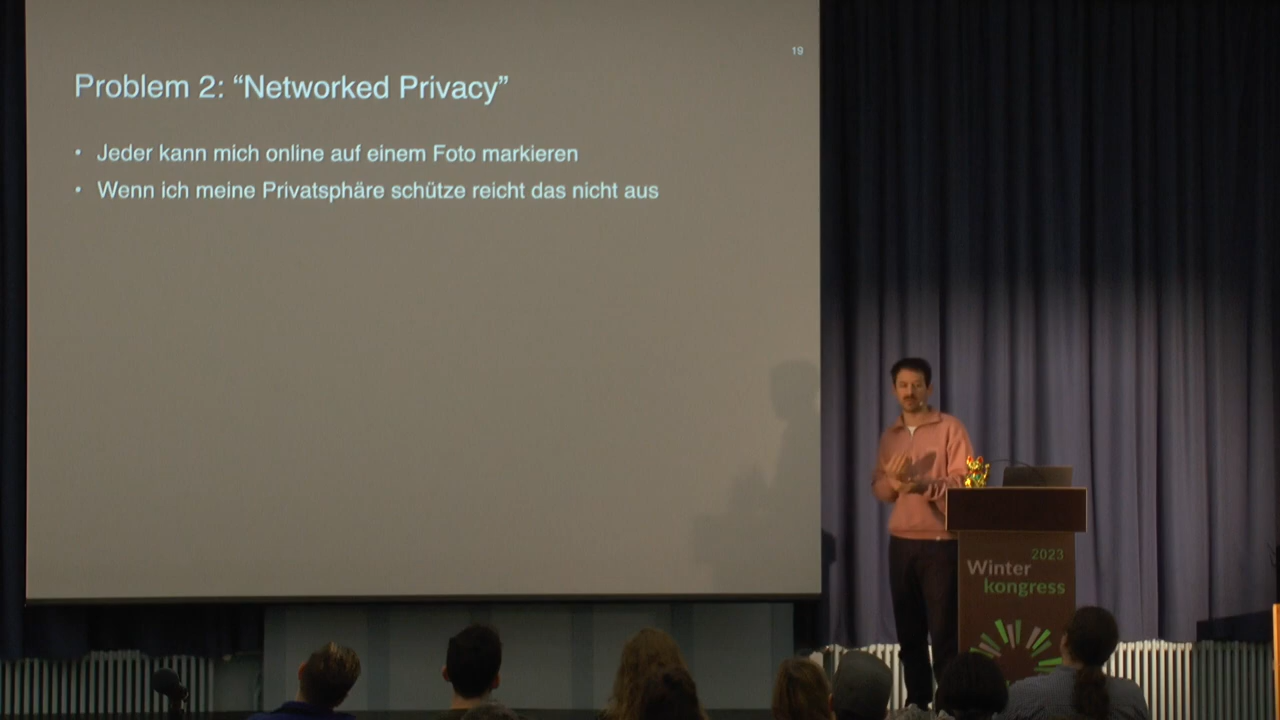 19
Problem 2: “Networked Privacy”
• Jeder kann mich online auf einem Foto markieren
• Wenn ich meine Privatsphäre schütze reicht das nicht aus
2023
Winter
kongress